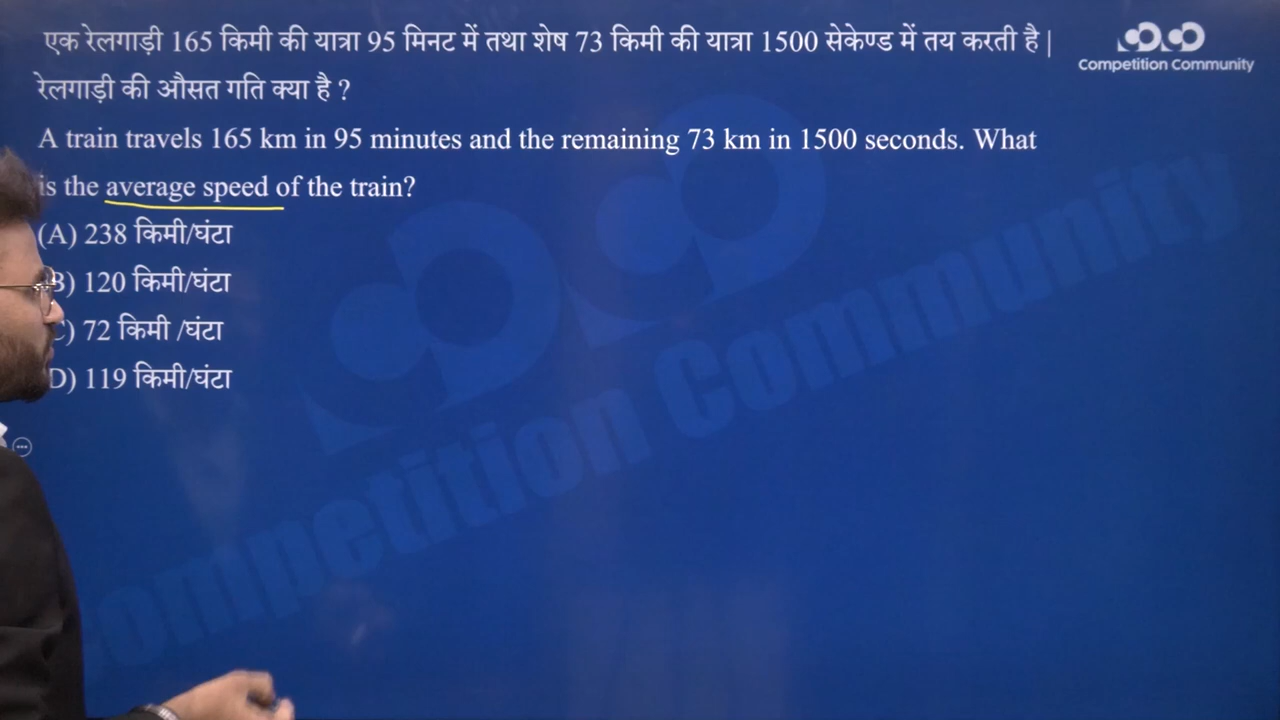 एक रेलगाड़ी 165 किमी की यात्रा 95 मिनट में तथा शेष 73 किमी की यात्रा 1500 सेकेण्ड में तय करती है |
रेलगाड़ी की औसत गति क्या है ?
A train travels 165 km in 95 minutes and the remaining 73 km in 1500 seconds. What
is the average speed of the train?
(A) 238 किमी/घंटा
B) 120 किमी/घंटा
C) 72 किमी /घंटा
D) 119 किमी/घंटा
Competition Community
Competition Community